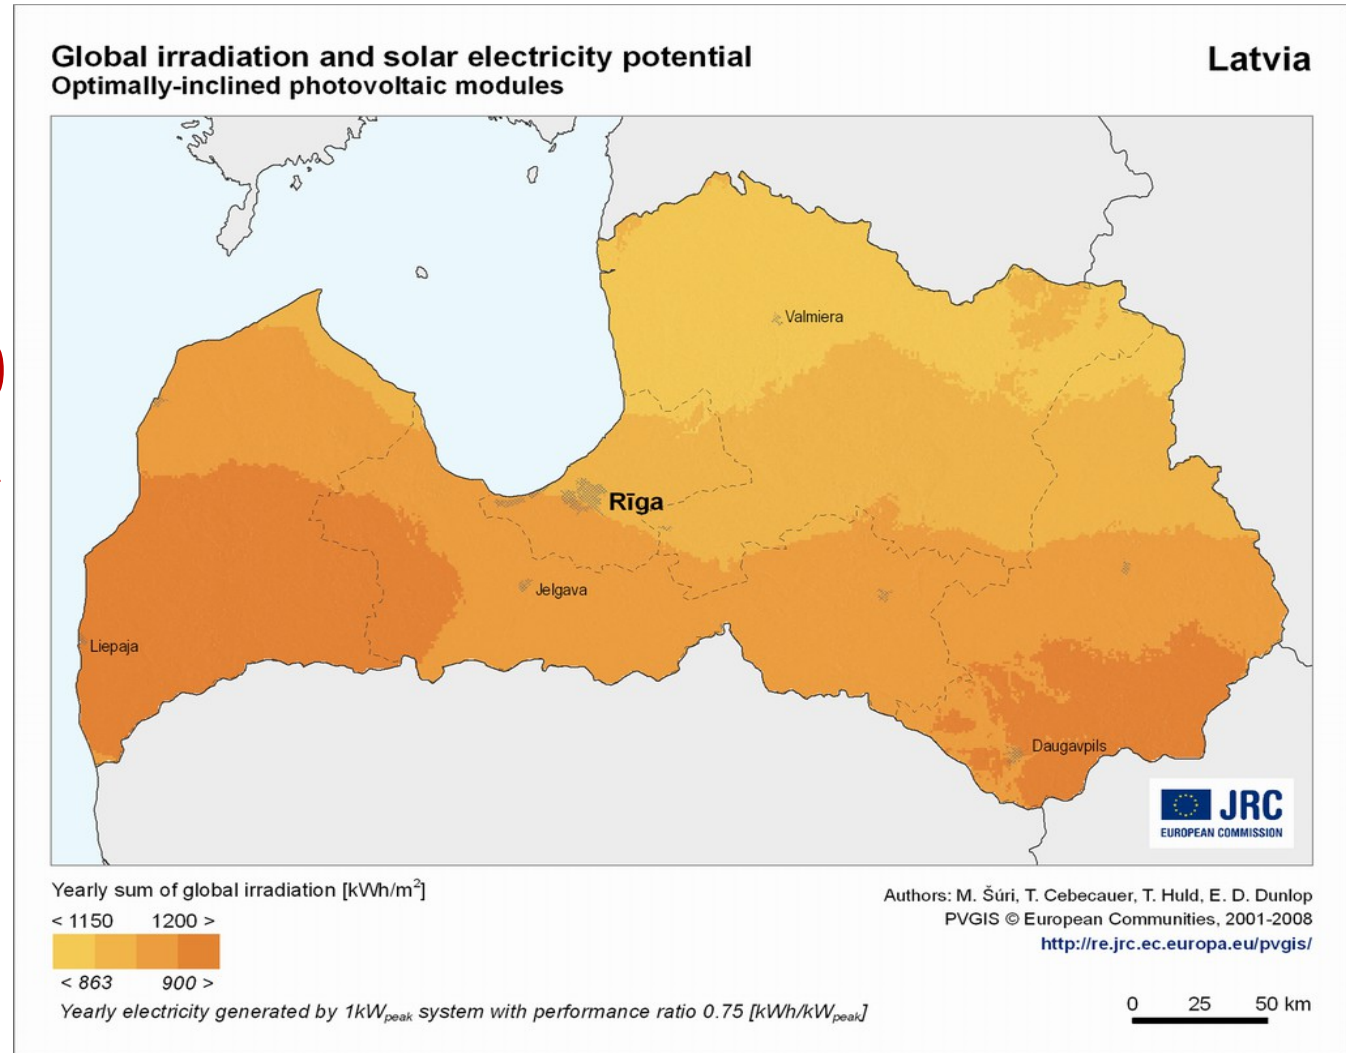 Global irradiation and solar electricity potential
Optimally-inclined photovoltaic modules
Latvia
Valmiera
Rīga
Jelgava
Liepaja
Daugavpils
JRC
EUROPEAN COMMISSION
Yearly sum of global irradiation [kWh/m²]
< 1150 1200 >
< 863 900 >
Yearly electricity generated by 1kWpeak system with performance ratio 0.75 [kWh/kWpeak]
Authors: M. Šúri, T. Cebecauer, T. Huld, E. D. Dunlop
PVGIS © European Communities, 2001-2008
http://re.jrc.ec.europa.eu/pvgis/
0 25 50 km